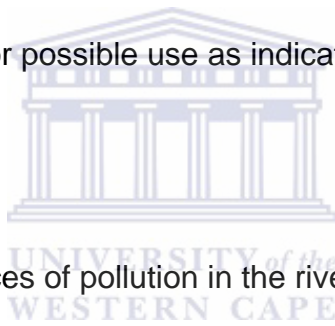 r possible use as indicat
UNIVERSITY of the
ces of pollution in the rive
WESTERN CAPE